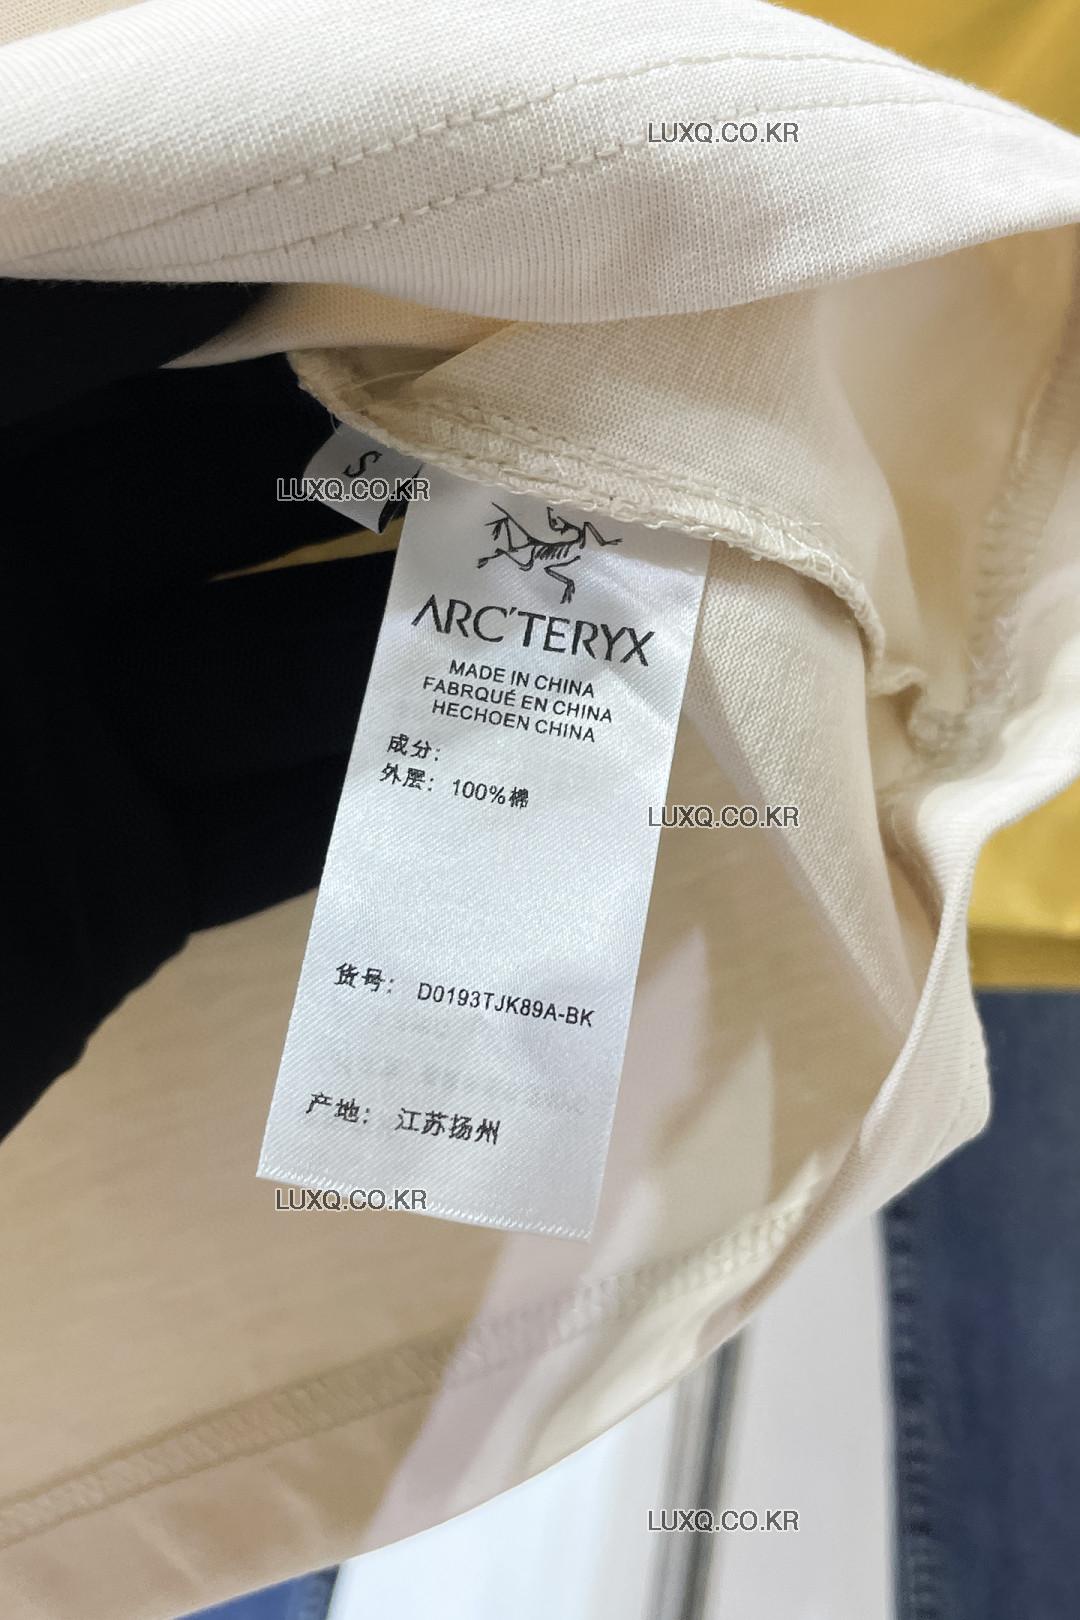 LUXQ.CO.KR
S
LUXQ.CO.KR
ARC'TERYX
MADE IN CHINA
FABRQUÉ EN CHINA
HECHOEN CHINA
成分:
外层: 100%棉
LUXQ.CO.KR
货号: D0193TJK89A-BK
产地: 江苏扬州
LUXQ.CO.KR
LUXQ.CO.KR